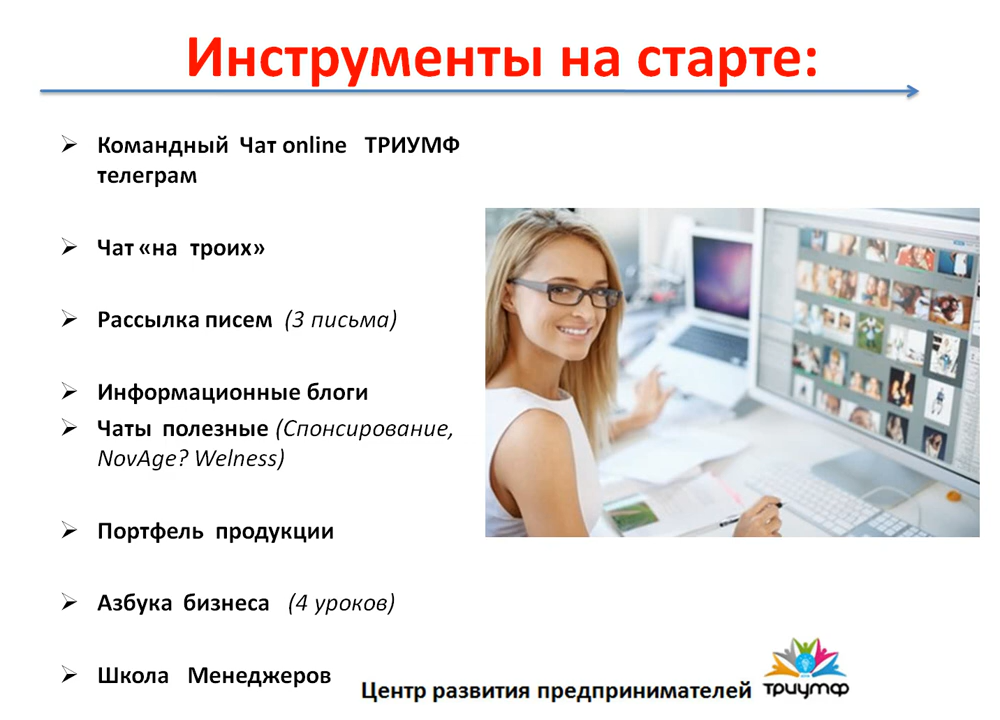 Инструменты на старте:
Командный Чат online ТРИУМФ
телеграм
Чат «на троих»
Рассылка писем (3 письма)
Информационные блоги
Чаты полезные (Спонсирование,
NovAge? Welness)
Портфель продукции
Азбука бизнеса (4 уроков)
Школа Менеджеров
Центр развития предпринимателей
триумф